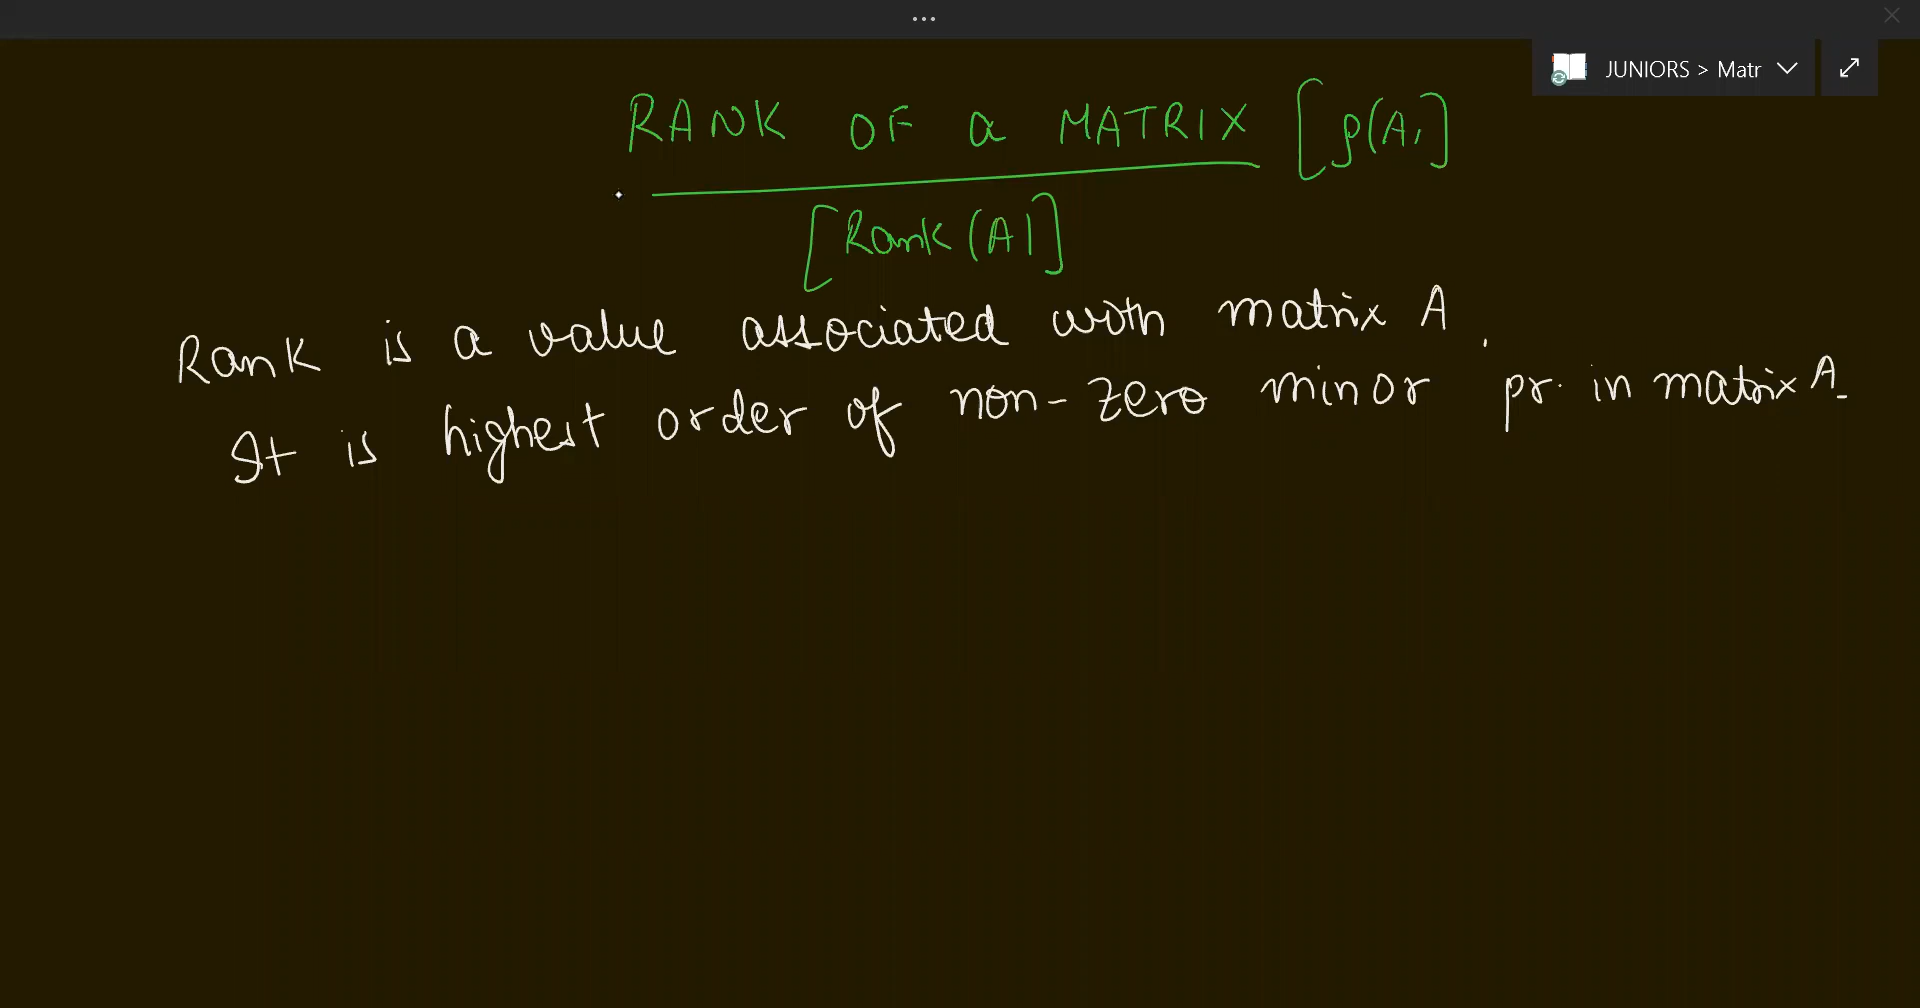 ...
JUNIORS > Matr
RANK OF a MATRIX [ρ(A)]
[Rank (A)]
Rank is a value associated with matrix A.
It is highest order of non-zero minor pr. in matrix A.